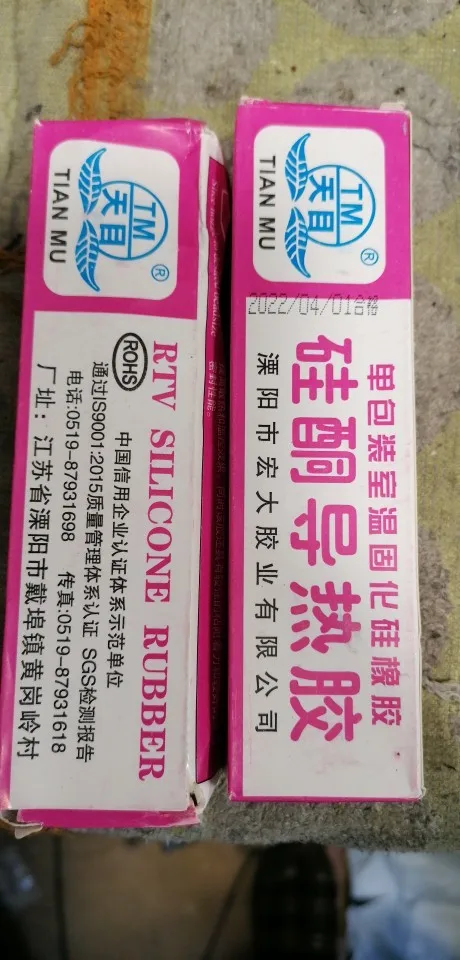 TM
天目
®
TIAN MU
RTV SILICONE RUBBER
ROHS
中国信用企业认证体系示范单位
通过IS9001:2015质量管理体系认证 SGS检测报告
电话:0519-87931698 传真:0519-87931618
厂址：江苏省溧阳市戴埠镇黄岗岭村
密封性能。
TM
天目
®
TIAN MU
2022/04/01合格
单包装室温固化硅橡胶
硅酮导热胶
溧阳市宏大胶业有限公司